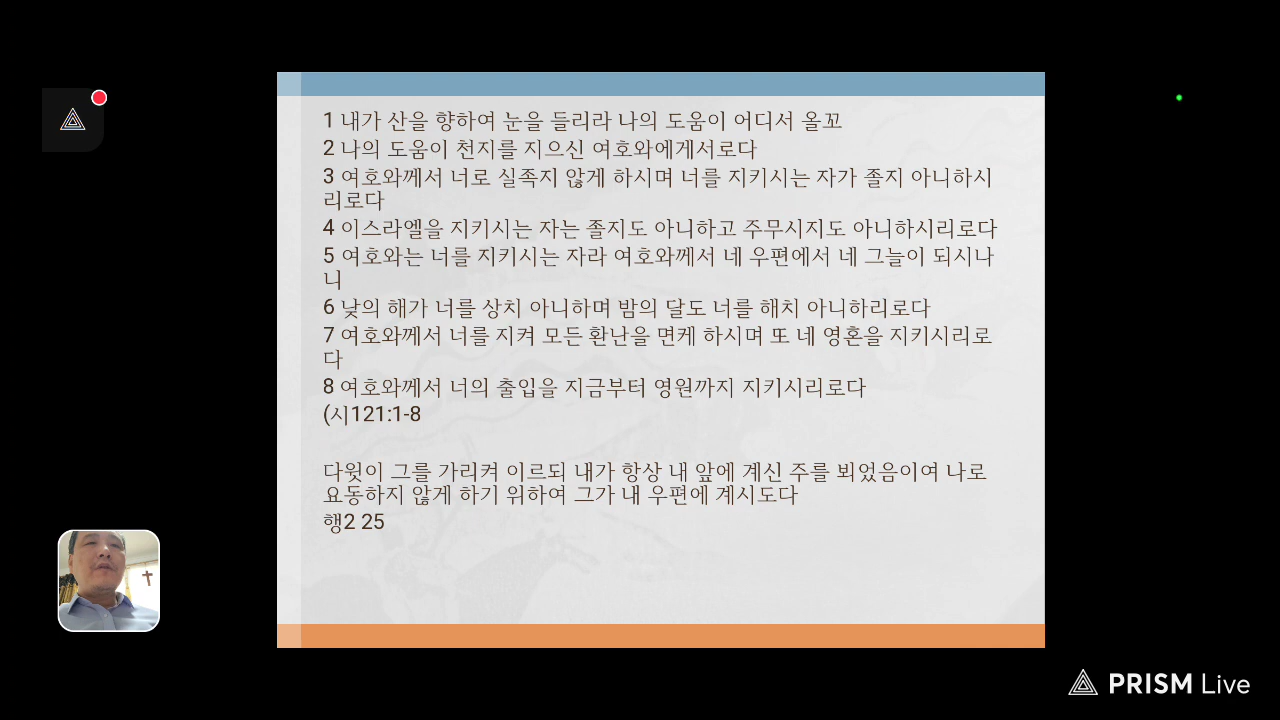 1 내가 산을 향하여 눈을 들리라 나의 도움이 어디서 올꼬
2 나의 도움이 천지를 지으신 여호와에게서로다
3 여호와께서 너로 실족지 않게 하시며 너를 지키시는 자가 졸지 아니하시
리로다
4 이스라엘을 지키시는 자는 졸지도 아니하고 주무시지도 아니하시리로다
5 여호와는 너를 지키시는 자라 여호와께서 네 우편에서 네 그늘이 되시나
니
6 낮의 해가 너를 상치 아니하며 밤의 달도 너를 해치 아니하리로다
7 여호와께서 너를 지켜 모든 환난을 면케 하시며 또 네 영혼을 지키시리로
다
8 여호와께서 너의 출입을 지금부터 영원까지 지키시리로다
(시121:1-8
다윗이 그를 가리켜 이르되 내가 항상 내 앞에 계신 주를 뵈었음이여 나로
요동하지 않게 하기 위하여 그가 내 우편에 계시도다
행2 25
PRISM Live